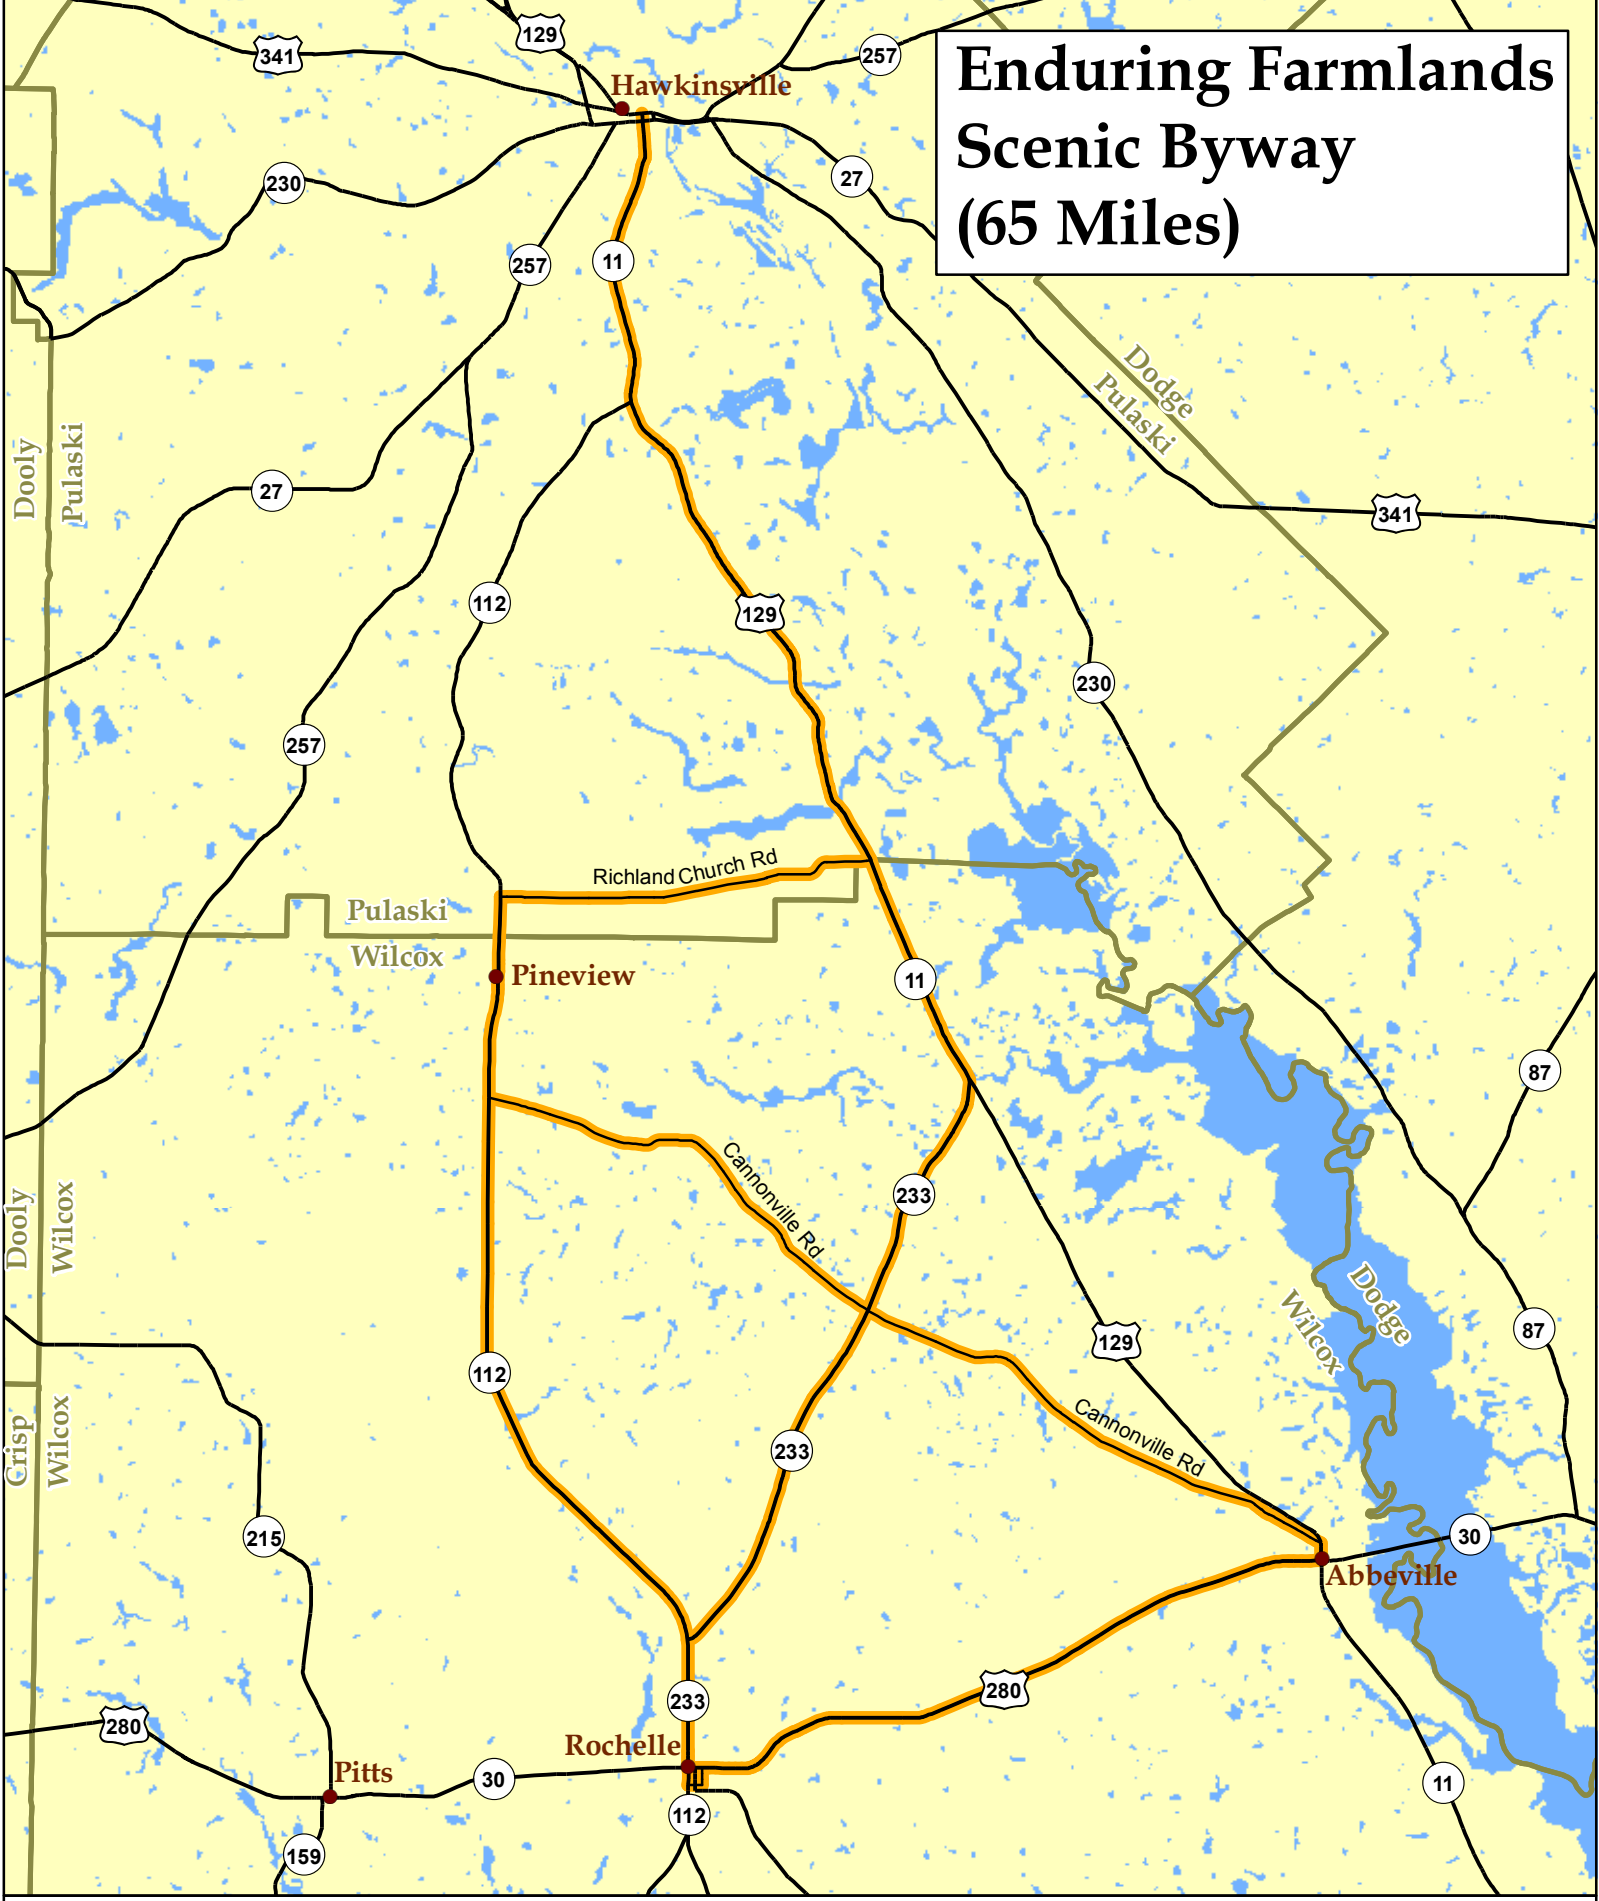 Enduring Farmlands
Scenic Byway
(65 Miles)
129
341
257
Hawkinsville
230
27
257
11
Dodge
Pulaski
Dooly
Pulaski
27
341
112
129
230
257
Richland Church Rd
Pulaski
Wilcox
Pineview
11
87
Cannonville Rd
233
Dooly
Wilcox
Dodge
Wilcox
129
87
112
Crisp
Wilcox
Cannonville Rd
233
215
30
Abbeville
280
233
280
Rochelle
Pitts
30
11
112
159